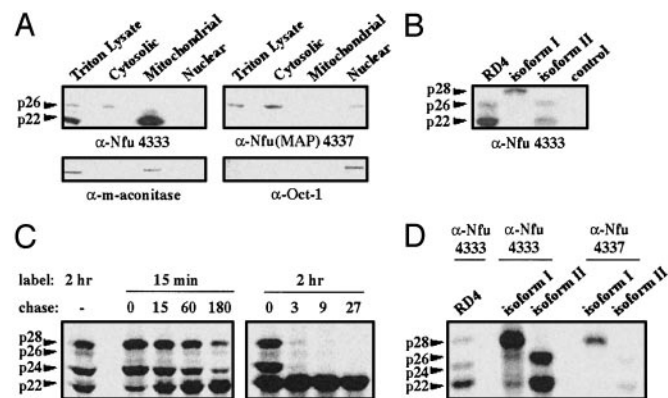 A
Triton Lysate Cytosolic Mitochondrial Nuclear Triton Lysate Cytosolic Mitochondrial Nuclear
p26
p22
α-Nfu 4333 α-Nfu(MAP) 4337
α-m-aconitase α-Oct-1
B
RD4 isoform I isoform II control
p28
p26
p22
α-Nfu 4333
C
label: 2 hr 15 min 2 hr
chase: - 0 15 60 180 0 3 9 27
p28
p26
p24
p22
D
α-Nfu 4333 α-Nfu 4333 α-Nfu 4337
RD4 isoform I isoform II isoform I isoform II
p28
p26
p24
p22